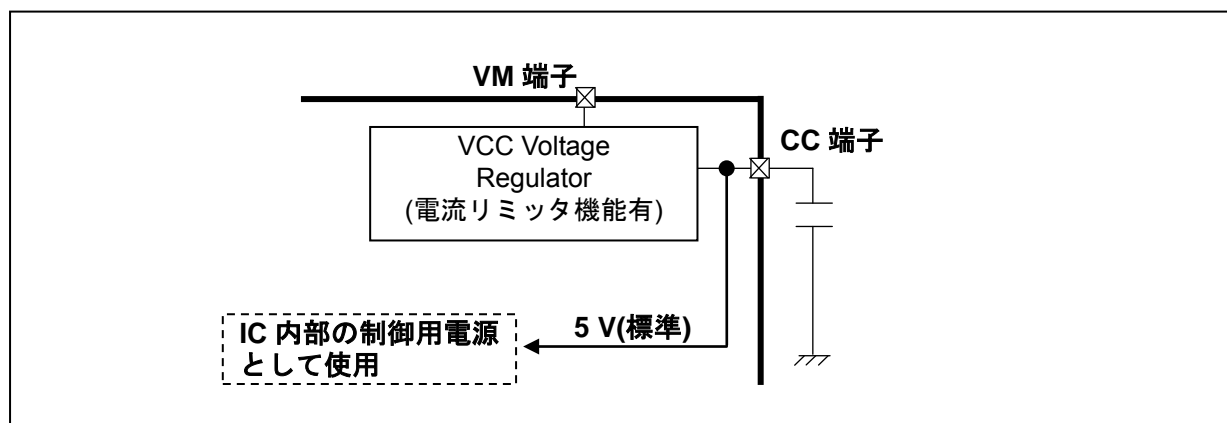 VM 端子
CC 端子
VCC Voltage
Regulator
(電流リミッタ機能有)
5 V(標準)
IC 内部の制御用電源
として使用